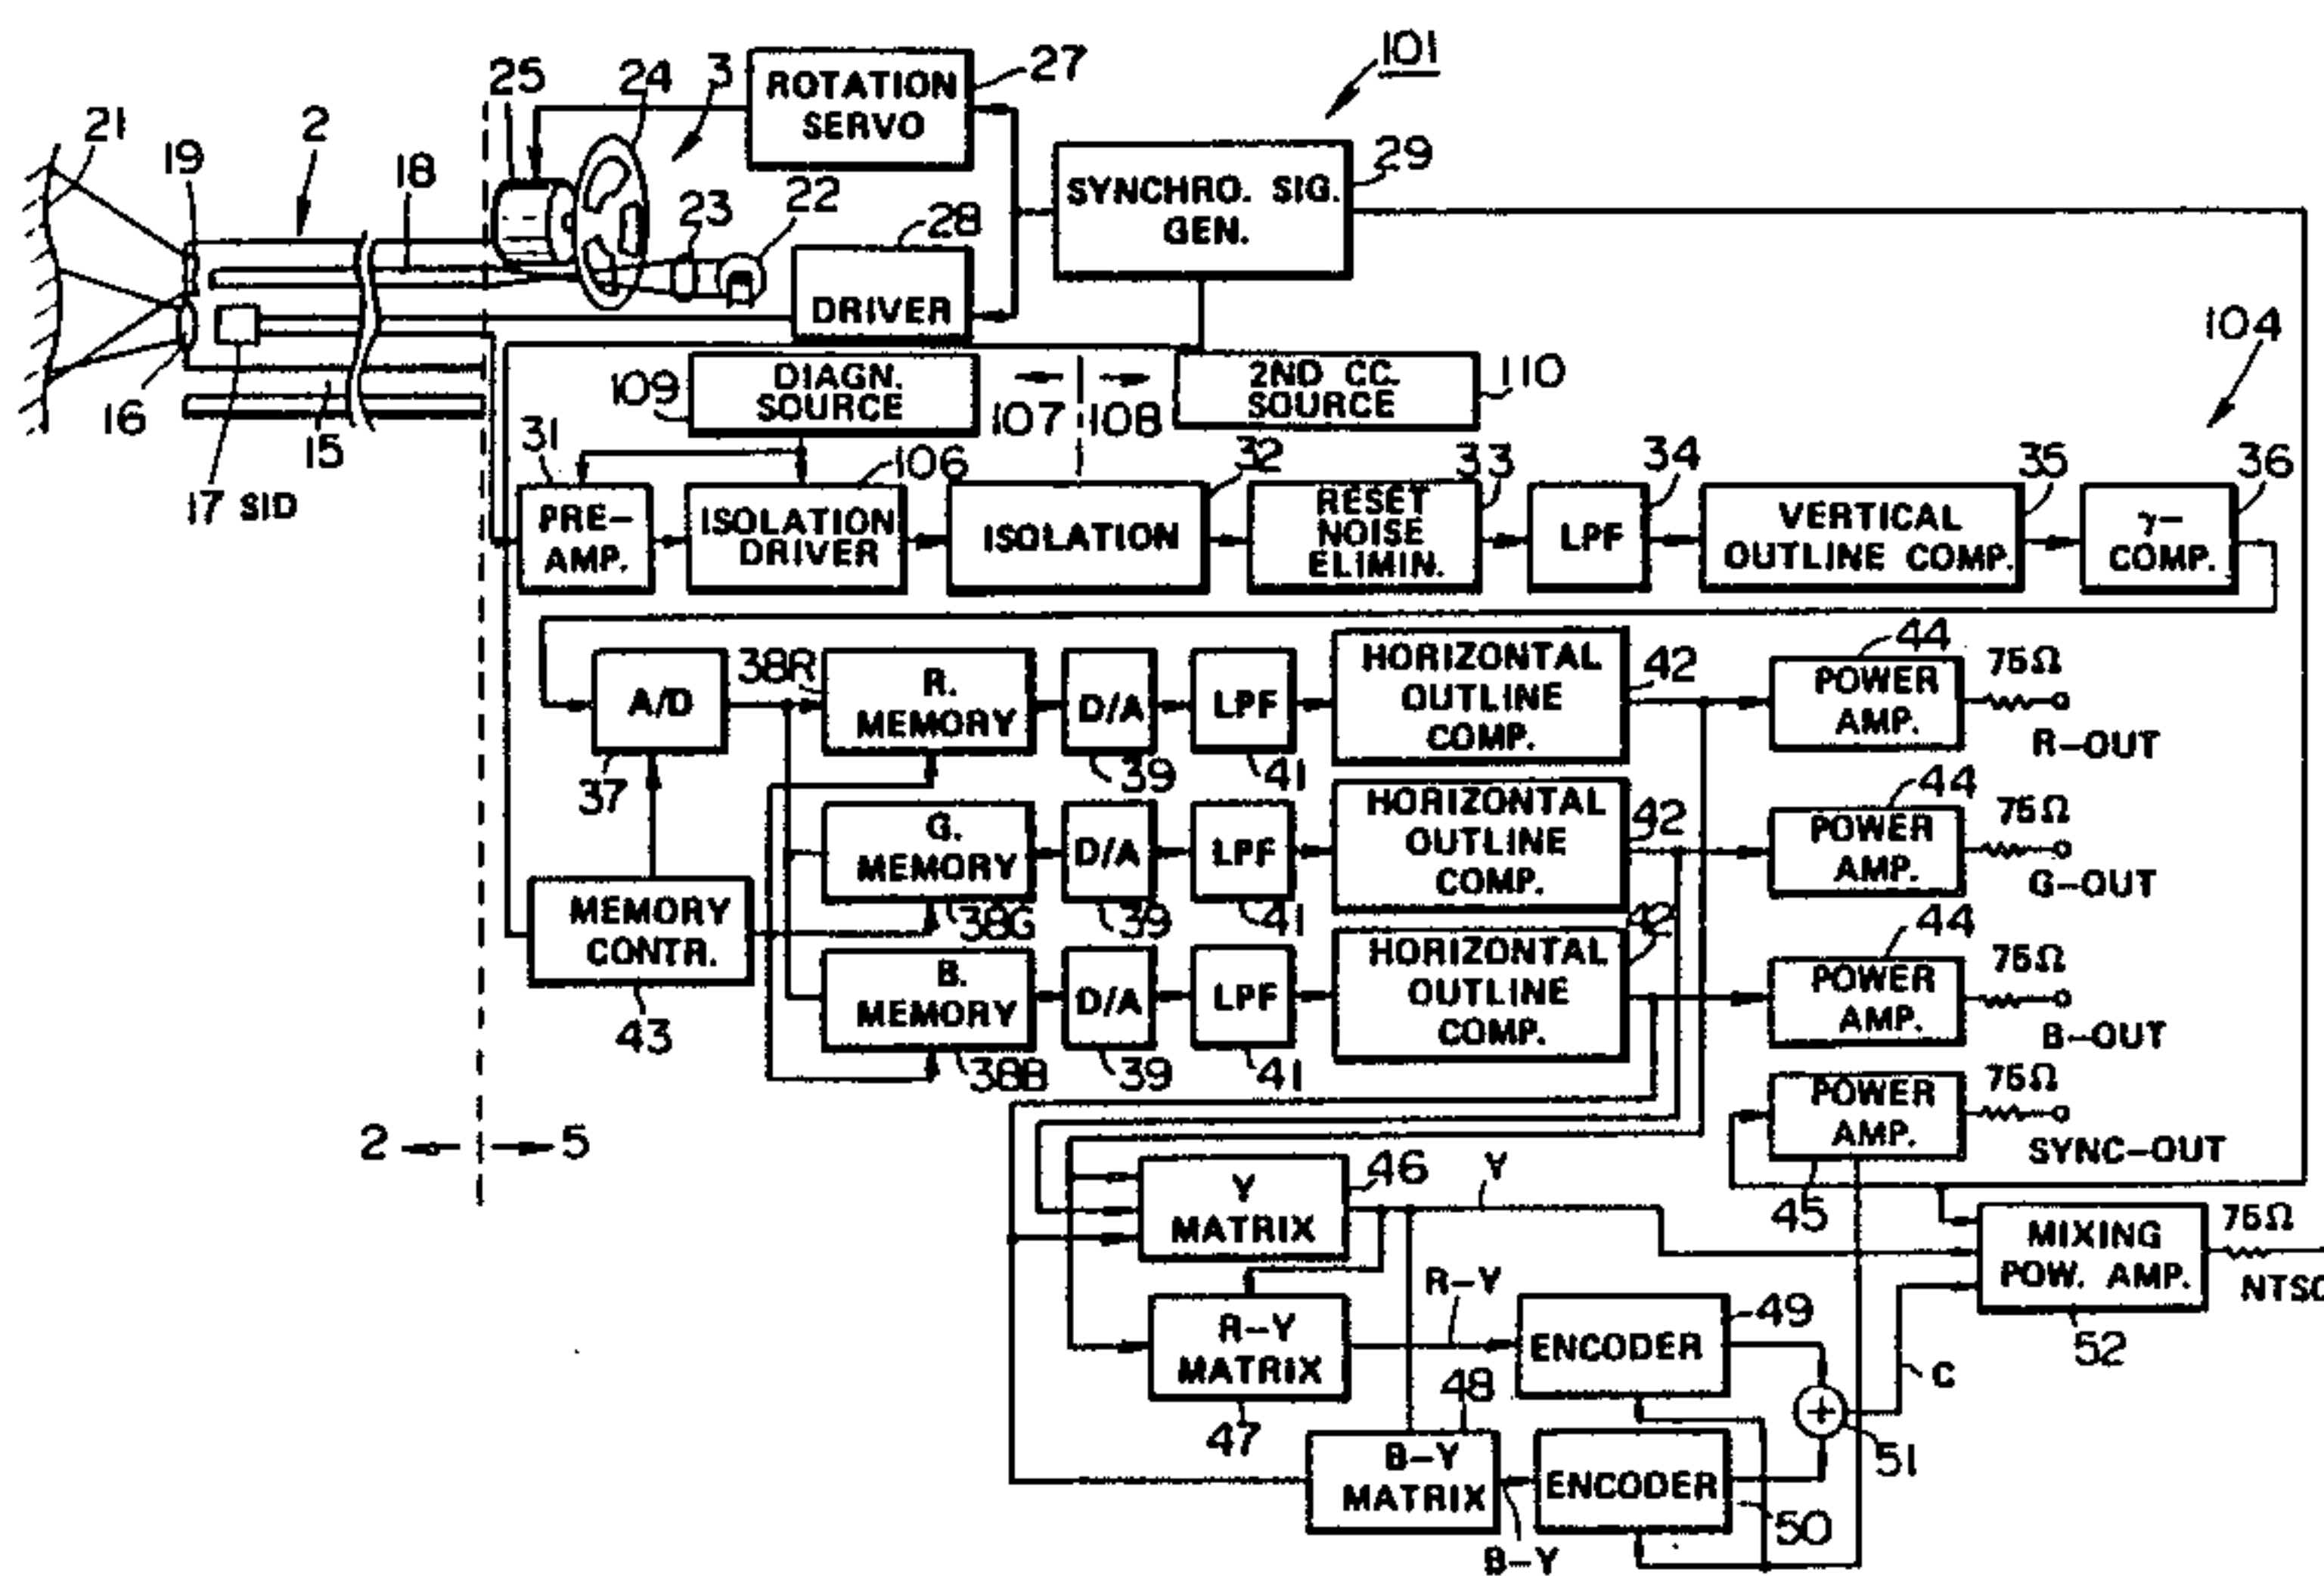 101
25
24
3
ROTATION
SERVO
27
21
2
19
18
23
22
28
SYNCHRO. SIG.
GEN.
29
DRIVER
104
109
DIAGN.
SOURCE
107
108
2ND CC.
SOURCE
110
16
15
17 SID
31
106
32
33
34
35
36
PRE-
AMP.
ISOLATION
DRIVER
ISOLATION
RESET
NOISE
ELIMIN.
LPF
VERTICAL
OUTLINE COMP.
γ-
COMP.
A/D
37
38R
R.
MEMORY
D/A
39
LPF
41
HORIZONTAL
OUTLINE
COMP.
42
44
POWER
AMP.
75Ω
R-OUT
G.
MEMORY
38G
D/A
39
LPF
41
HORIZONTAL
OUTLINE
COMP.
42
44
POWER
AMP.
75Ω
G-OUT
MEMORY
CONTR.
43
B.
MEMORY
38B
D/A
39
LPF
41
HORIZONTAL
OUTLINE
COMP.
42
44
POWER
AMP.
75Ω
B-OUT
POWER
AMP.
75Ω
SYNC-OUT
45
2
5
Y
MATRIX
46
Y
MIXING
POW. AMP.
52
75Ω
NTSC
R-Y
MATRIX
47
R-Y
ENCODER
49
C
51
B-Y
MATRIX
48
B-Y
ENCODER
50